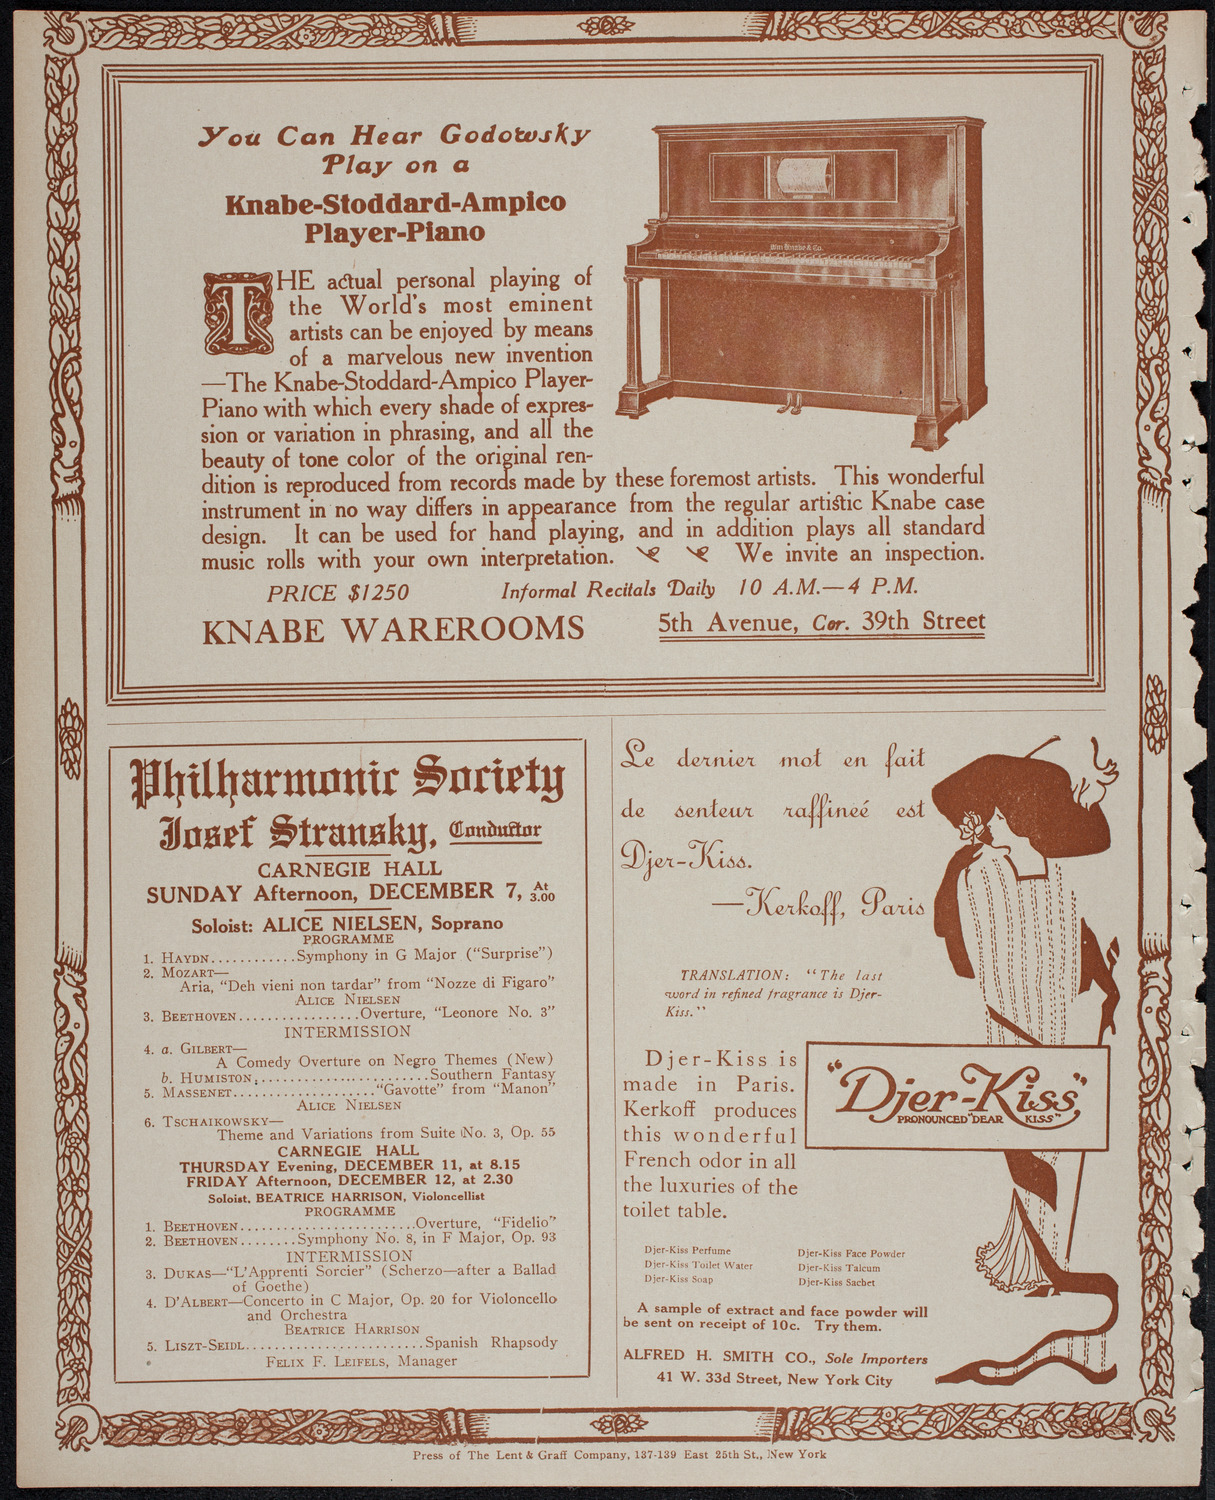 You Can Hear Godowsky
Play on a
Knabe-Stoddard-Ampico
Player-Piano
THE actual personal playing of
the World's most eminent
artists can be enjoyed by means
of a marvelous new invention
—The Knabe-Stoddard-Ampico Player-
Piano with which every shade of expres-
sion or variation in phrasing, and all the
beauty of tone color of the original ren-
dition is reproduced from records made by these foremost artists. This wonderful
instrument in no way differs in appearance from the regular artistic Knabe case
design. It can be used for hand playing, and in addition plays all standard
music rolls with your own interpretation. We invite an inspection.
PRICE $1250 Informal Recitals Daily 10 A.M.—4 P.M.
KNABE WAREROOMS 5th Avenue, Cor. 39th Street
Philharmonic Society
Josef Stransky, Conductor
CARNEGIE HALL
SUNDAY Afternoon, DECEMBER 7, At 3.00
Soloist: ALICE NIELSEN, Soprano
PROGRAMME
1. HAYDN............Symphony in G Major ("Surprise")
2. MOZART—
Aria, "Deh vieni non tardar" from "Nozze di Figaro"
ALICE NIELSEN
3. BEETHOVEN.................Overture, "Leonore No. 3"
INTERMISSION
4. a. GILBERT—
A Comedy Overture on Negro Themes (New)
b. HUMISTON..........................Southern Fantasy
5. MASSENET...................."Gavotte" from "Manon"
ALICE NIELSEN
6. TSCHAIKOWSKY—
Theme and Variations from Suite No. 3, Op. 55
CARNEGIE HALL
THURSDAY Evening, DECEMBER 11, at 8.15
FRIDAY Afternoon, DECEMBER 12, at 2.30
Soloist, BEATRICE HARRISON, Violoncellist
PROGRAMME
1. BEETHOVEN........................Overture, "Fidelio"
2. BEETHOVEN........Symphony No. 8, in F Major, Op. 93
INTERMISSION
3. DUKAS—"L'Apprenti Sorcier" (Scherzo—after a Ballad
of Goethe)
4. D'ALBERT—Concerto in C Major, Op. 20 for Violoncello
and Orchestra
BEATRICE HARRISON
5. LISZT-SEIDL........................Spanish Rhapsody
FELIX F. LEIFELS, Manager
Le dernier mot en fait
de senteur raffineé est
Djer-Kiss.
—Kerkoff, Paris
TRANSLATION: "The last
word in refined fragrance is Djer-
Kiss."
Djer-Kiss is
made in Paris.
Kerkoff produces
this wonderful
French odor in all
the luxuries of the
toilet table.
"Djer-Kiss"
PRONOUNCED "DEAR KISS"
Djer-Kiss Perfume Djer-Kiss Face Powder
Djer-Kiss Toilet Water Djer-Kiss Talcum
Djer-Kiss Soap Djer-Kiss Sachet
A sample of extract and face powder will
be sent on receipt of 10c. Try them.
ALFRED H. SMITH CO., Sole Importers
41 W. 33d Street, New York City
Press of The Lent & Graff Company, 137-139 East 25th St., New York